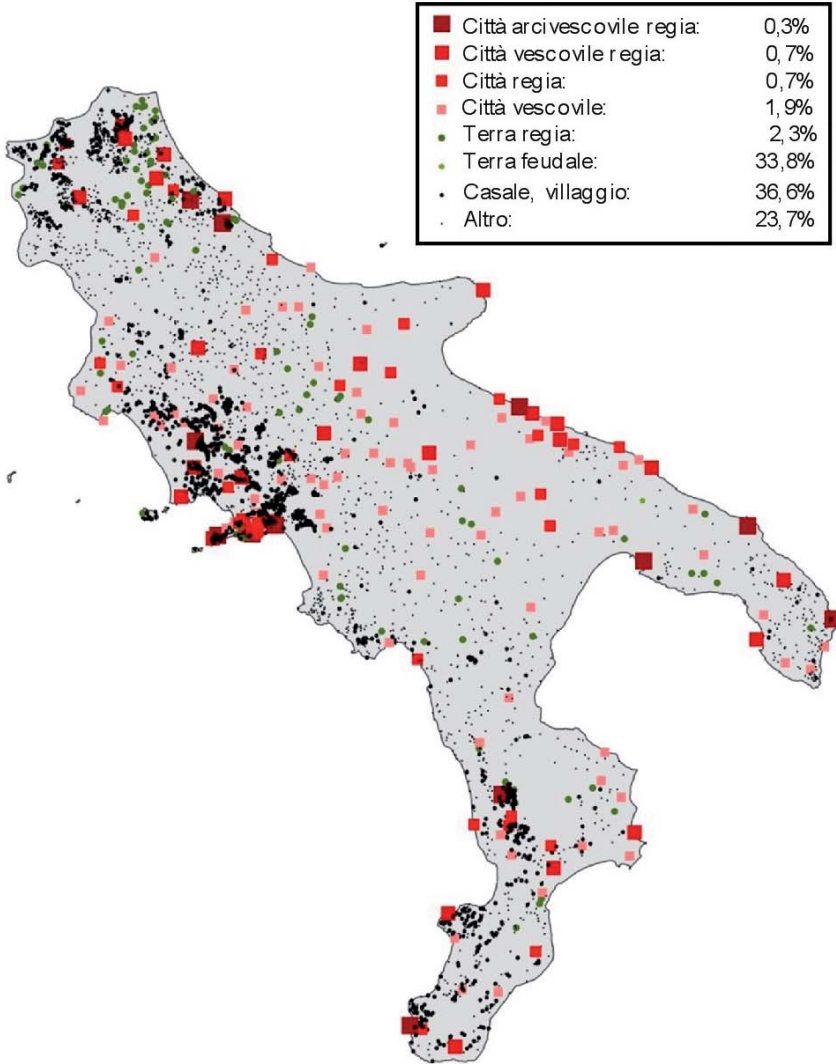 Città arcivescovile regia: 0,3%
Città vescovile regia: 0,7%
Città regia: 0,7%
Città vescovile: 1,9%
Terra regia: 2,3%
Terra feudale: 33,8%
Casale, villaggio: 36,6%
Altro: 23,7%